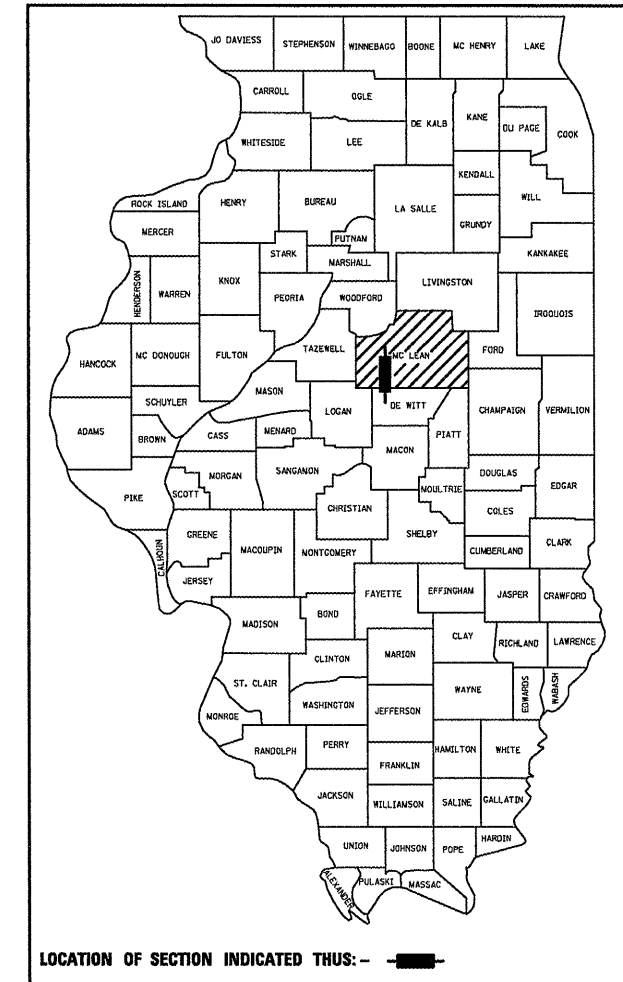 JO DAVIESS
STEPHENSON
WINNEBAGO
BOONE
MC HENRY
LAKE
CARROLL
OGLE
DE KALB
KANE
DU PAGE
COOK
WHITESIDE
LEE
KENDALL
WILL
ROCK ISLAND
HENRY
BUREAU
LA SALLE
GRUNDY
MERCER
PUTNAM
KANKAKEE
STARK
MARSHALL
HENDERSON
WARREN
KNOX
PEORIA
WOODFORD
LIVINGSTON
IROQUOIS
HANCOCK
MC DONOUGH
FULTON
TAZEWELL
MC LEAN
FORD
MASON
SCHUYLER
LOGAN
DE WITT
CHAMPAIGN
VERMILION
ADAMS
BROWN
CASS
MENARD
MACON
PIATT
PIKE
SCOTT
MORGAN
SANGAMON
CHRISTIAN
MOULTRIE
DOUGLAS
EDGAR
COLES
CALHOUN
GREENE
MACOUPIN
MONTGOMERY
SHELBY
CUMBERLAND
CLARK
JERSEY
FAYETTE
EFFINGHAM
JASPER
CRAWFORD
MADISON
BOND
CLAY
RICHLAND
LAWRENCE
CLINTON
MARION
ST. CLAIR
WAYNE
EDWARDS
WABASH
WASHINGTON
JEFFERSON
MONROE
RANDOLPH
PERRY
HAMILTON
WHITE
FRANKLIN
JACKSON
WILLIAMSON
SALINE
GALLATIN
UNION
JOHNSON
POPE
HARDIN
ALEXANDER
PULASKI
MASSAC
LOCATION OF SECTION INDICATED THUS: -